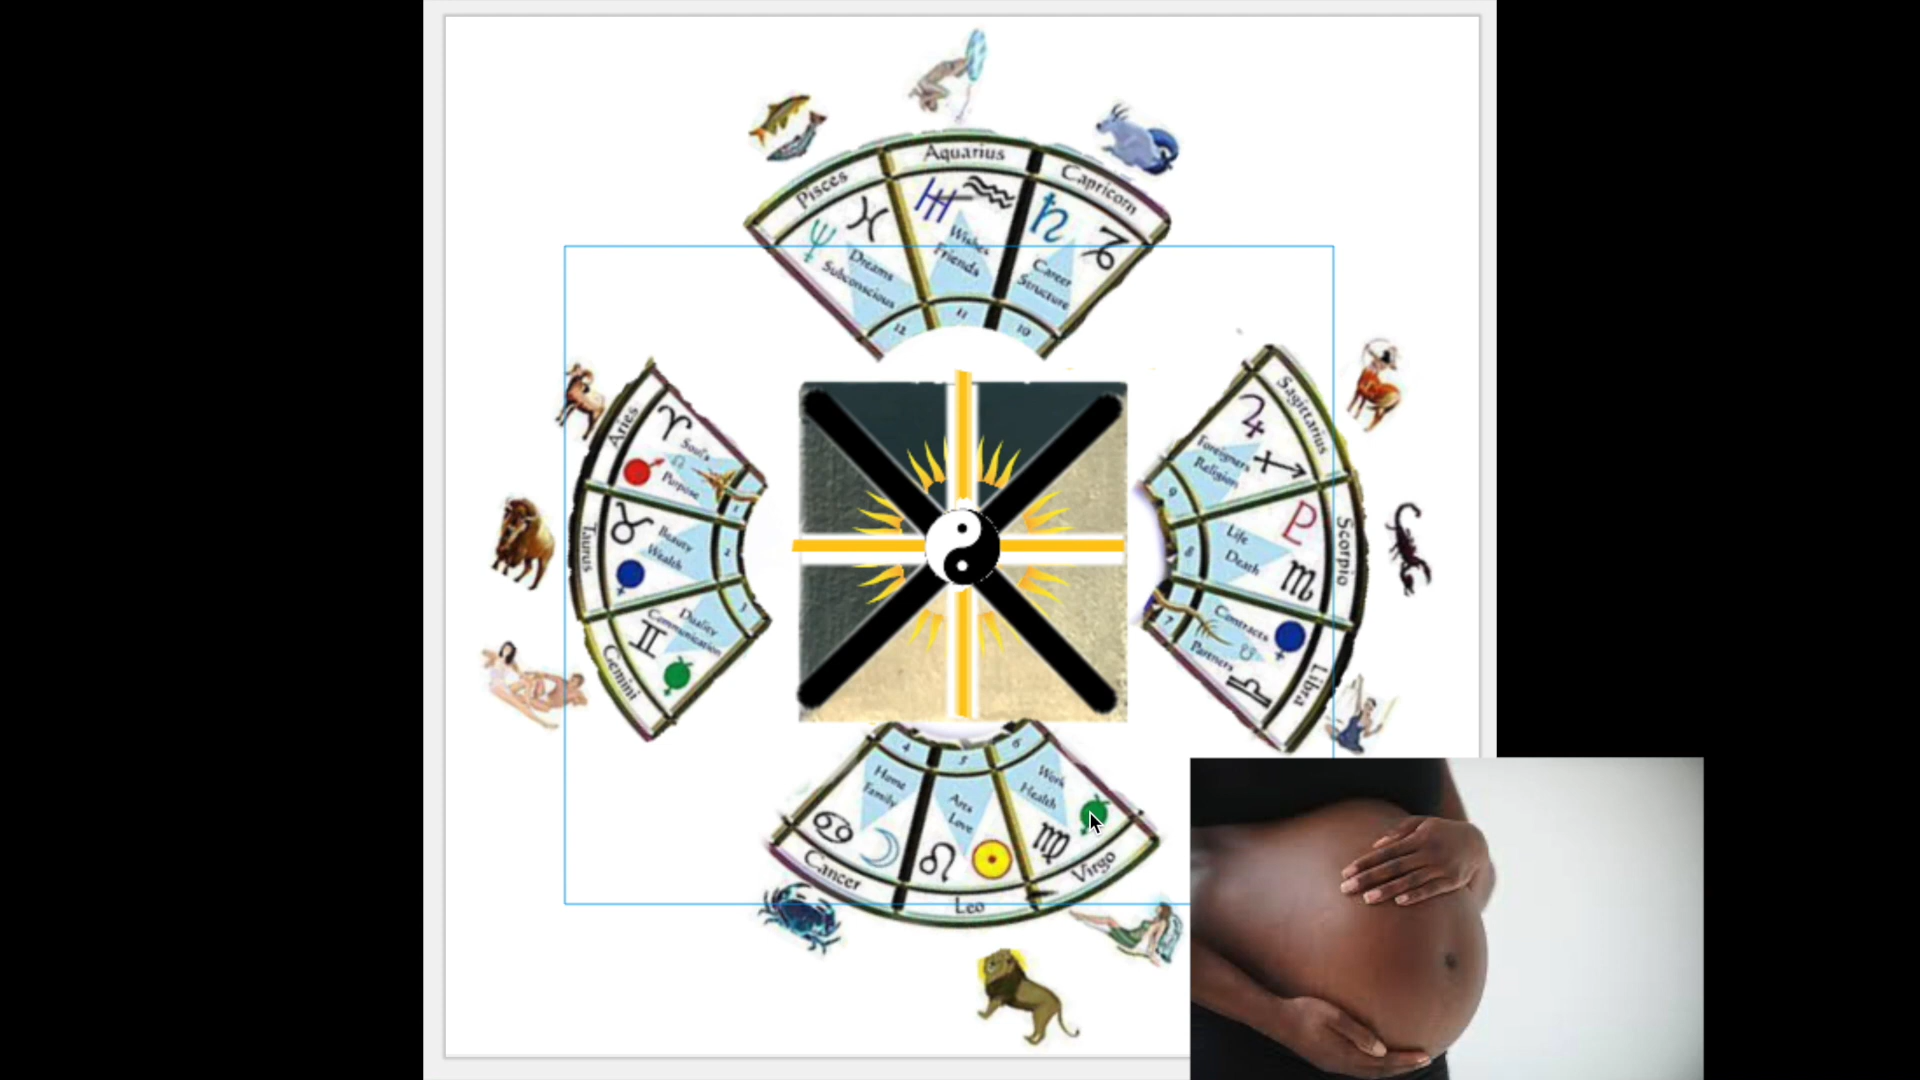 Aquarius
Pisces
Capricorn
Wishes
Friends
Dreams
Subconscious
Career
Structure
12
11
10
Aries
Soul's
Purpose
1
Taurus
Beauty
Wealth
2
Gemini
Duality
Communication
3
Sagittarius
Foreigners
Religion
9
Scorpio
Life
Death
8
Libra
Contracts
Partners
7
4
5
6
Home
Family
Arts
Love
Work
Health
Cancer
Leo
Virgo